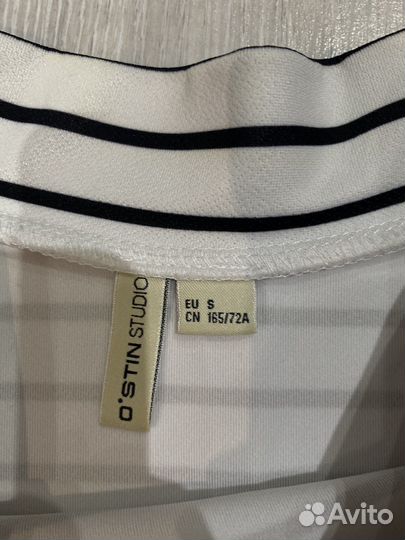 O'STIN STUDIO
EU S
CN 165/72A
Avito